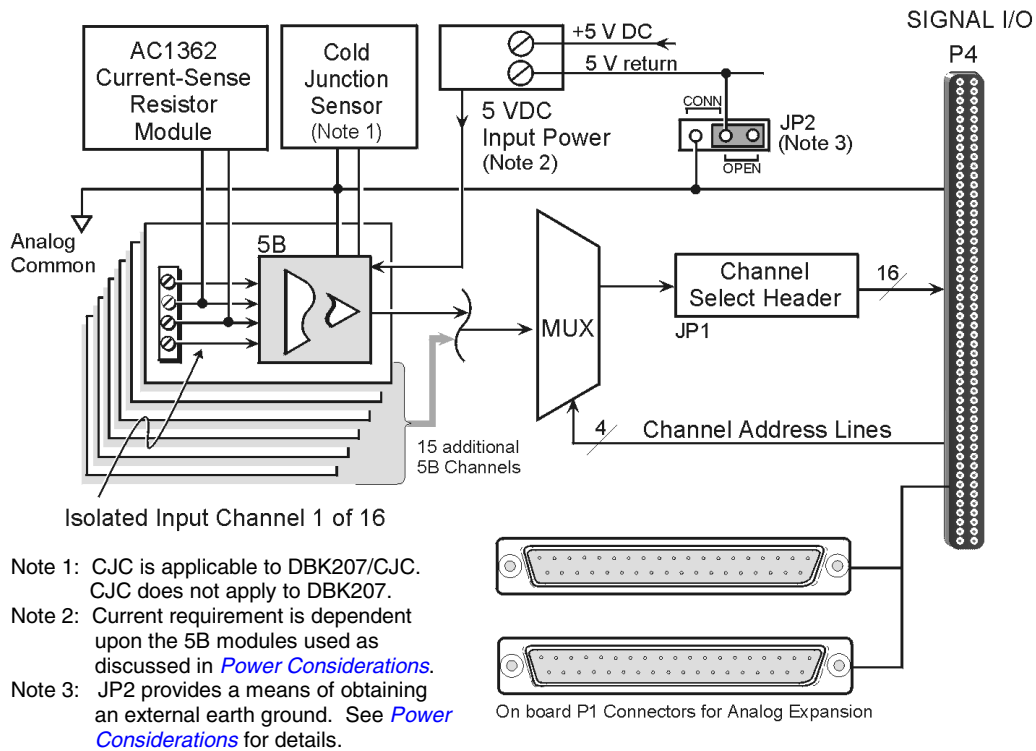 SIGNAL I/O
P4
AC1362
Current-Sense
Resistor
Module
Cold
Junction
Sensor
(Note 1)
+5 V DC
5 V return
5 VDC
Input Power
(Note 2)
CONN
JP2
(Note 3)
OPEN
Analog
Common
5B
MUX
Channel
Select Header
JP1
16
4
Channel Address Lines
15 additional
5B Channels
Isolated Input Channel 1 of 16
Note 1: CJC is applicable to DBK207/CJC.
CJC does not apply to DBK207.
Note 2: Current requirement is dependent
upon the 5B modules used as
discussed in Power Considerations.
Note 3: JP2 provides a means of obtaining
an external earth ground. See Power
Considerations for details.
On board P1 Connectors for Analog Expansion